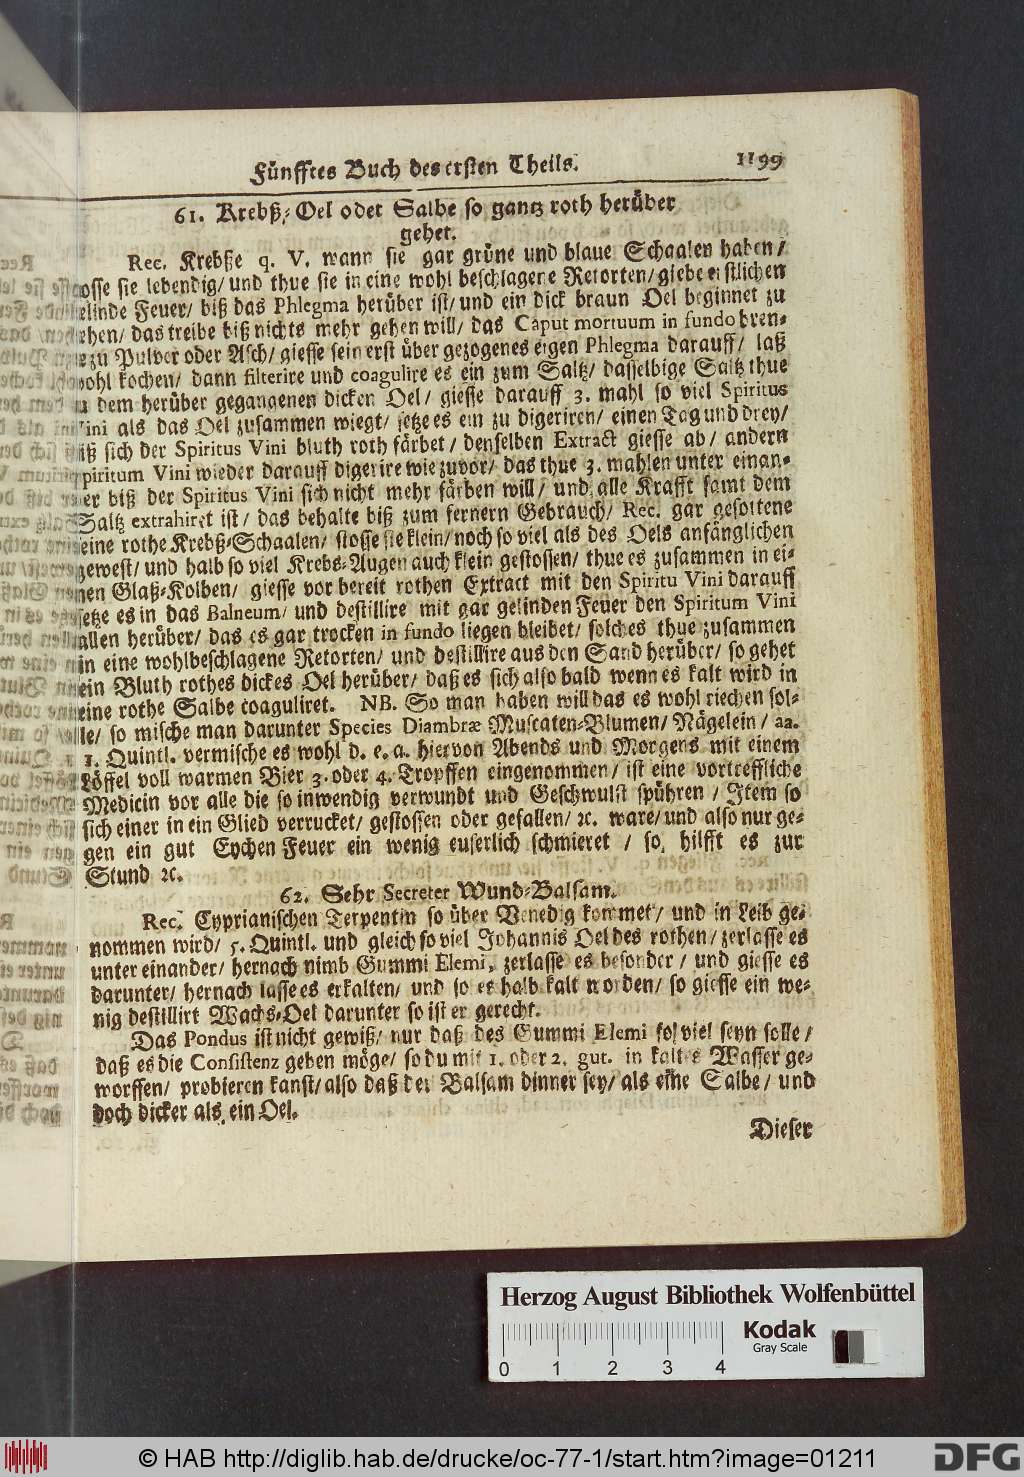 Fünfftes Buch des ersten Theils. 1199
61. Krebß-Oel oder Salbe so gantz roth herüber
gehet.
Rec. Krebße q. V. wann sie gar grüne und blaue Schaalen haben/
osse sie lebendig/ und thue sie in eine wohl beschlagene Retorten/ giebe erstlichen
elinde Feuer/ biß das Phlegma herüber ist/ und ein dick braun Oel beginnet zu
ehen/ das treibe biß nichts mehr gehen will/ das Caput mortuum in fundo bren-
e zu Pulver oder Asch/ giesse sein erst über gezogenes eigen Phlegma darauff/ laß
wohl kochen/ dann filterire und coagulire es ein zum Saltz/ dasselbige Saltz thue
u dem herüber gegangenen dicken Oel/ giesse darauff 3. mahl so viel Spiritus
Vini als das Oel zusammen wiegt/ setze es ein zu digeriren/ einen Tag und drey/
iß sich der Spiritus Vini bluth roth färbet/ denselben Extract giesse ab/ andern
Spiritum Vini wieder darauff digerire wie zuvor/ das thue 3. mahlen unter einan-
er biß der Spiritus Vini sich nicht mehr färben will/ und alle Krafft samt dem
Saltz extrahiret ist/ das behalte biß zum fernern Gebrauch/ Rec. gar gesottene
eine rothe Krebß-Schaalen/ stosse sie klein/ noch so viel als des Oels anfänglichen
gewest/ und halb so viel Krebs-Augen auch klein gestossen/ thue es zusammen in ei-
nen Glaß-Kolben/ giesse vor bereit rothen Extract mit den Spiritu Vini darauff
setze es in das Balneum/ und destillire mit gar gelinden Feuer den Spiritum Vini
allen herüber/ das es gar trocken in fundo liegen bleibet/ solches thue zusammen
in eine wohlbeschlagene Retorten/ und destillire aus den Sand herüber/ so gehet
ein Bluth rothes dickes Oel herüber/ daß es sich also bald wenn es kalt wird in
eine rothe Salbe coaguliret. NB. So man haben will das es wohl riechen sol-
le/ so mische man darunter Species Diambræ Muscaten-Blumen/ Nägelein/ aa.
1. Quintl. vermische es wohl d. e. a. hiervon Abends und Morgens mit einem
Löffel voll warmen Bier 3. oder 4. Tropffen eingenommen/ ist eine vortreffliche
Medicin vor alle die so inwendig verwundt und Geschwulst spühren/ Item so
sich einer in ein Glied verrucket/ gestossen oder gefallen/ ꝛc. ware/ und also nur ge-
gen ein gut Eychen Feuer ein wenig euserlich schmieret / so hilfft es zur
Stund ꝛc.
62. Sehr Secreter Wund-Balsam.
Rec. Cyprianischen Terpentin so über Venedig kommet/ und in Leib ge-
nommen wird/ 5. Quintl. und gleich so viel Johannis Oel des rothen/ zerlasse es
unter einander/ hernach nimb Gummi Elemi, zerlasse es besonder/ und giesse es
darunter/ hernach lasse es erkalten/ und so es halb kalt worden/ so giesse ein we-
nig destillirt Wachs-Oel darunter so ist er gerecht.
Das Pondus ist nicht gewiß/ nur daß des Gummi Elemi so viel seyn solle/
daß es die Consistenz geben möge/ so du mit 1. oder 2. gut. in kaltes Wasser ge-
worffen/ probieren kanst/ also daß der Balsam dinner sey/ als eine Salbe/ und
doch dicker als ein Oel.
Dieser
Herzog August Bibliothek Wolfenbüttel
Kodak
Gray Scale
0 1 2 3 4
© HAB http://diglib.hab.de/drucke/oc-77-1/start.htm?image=01211
DFG